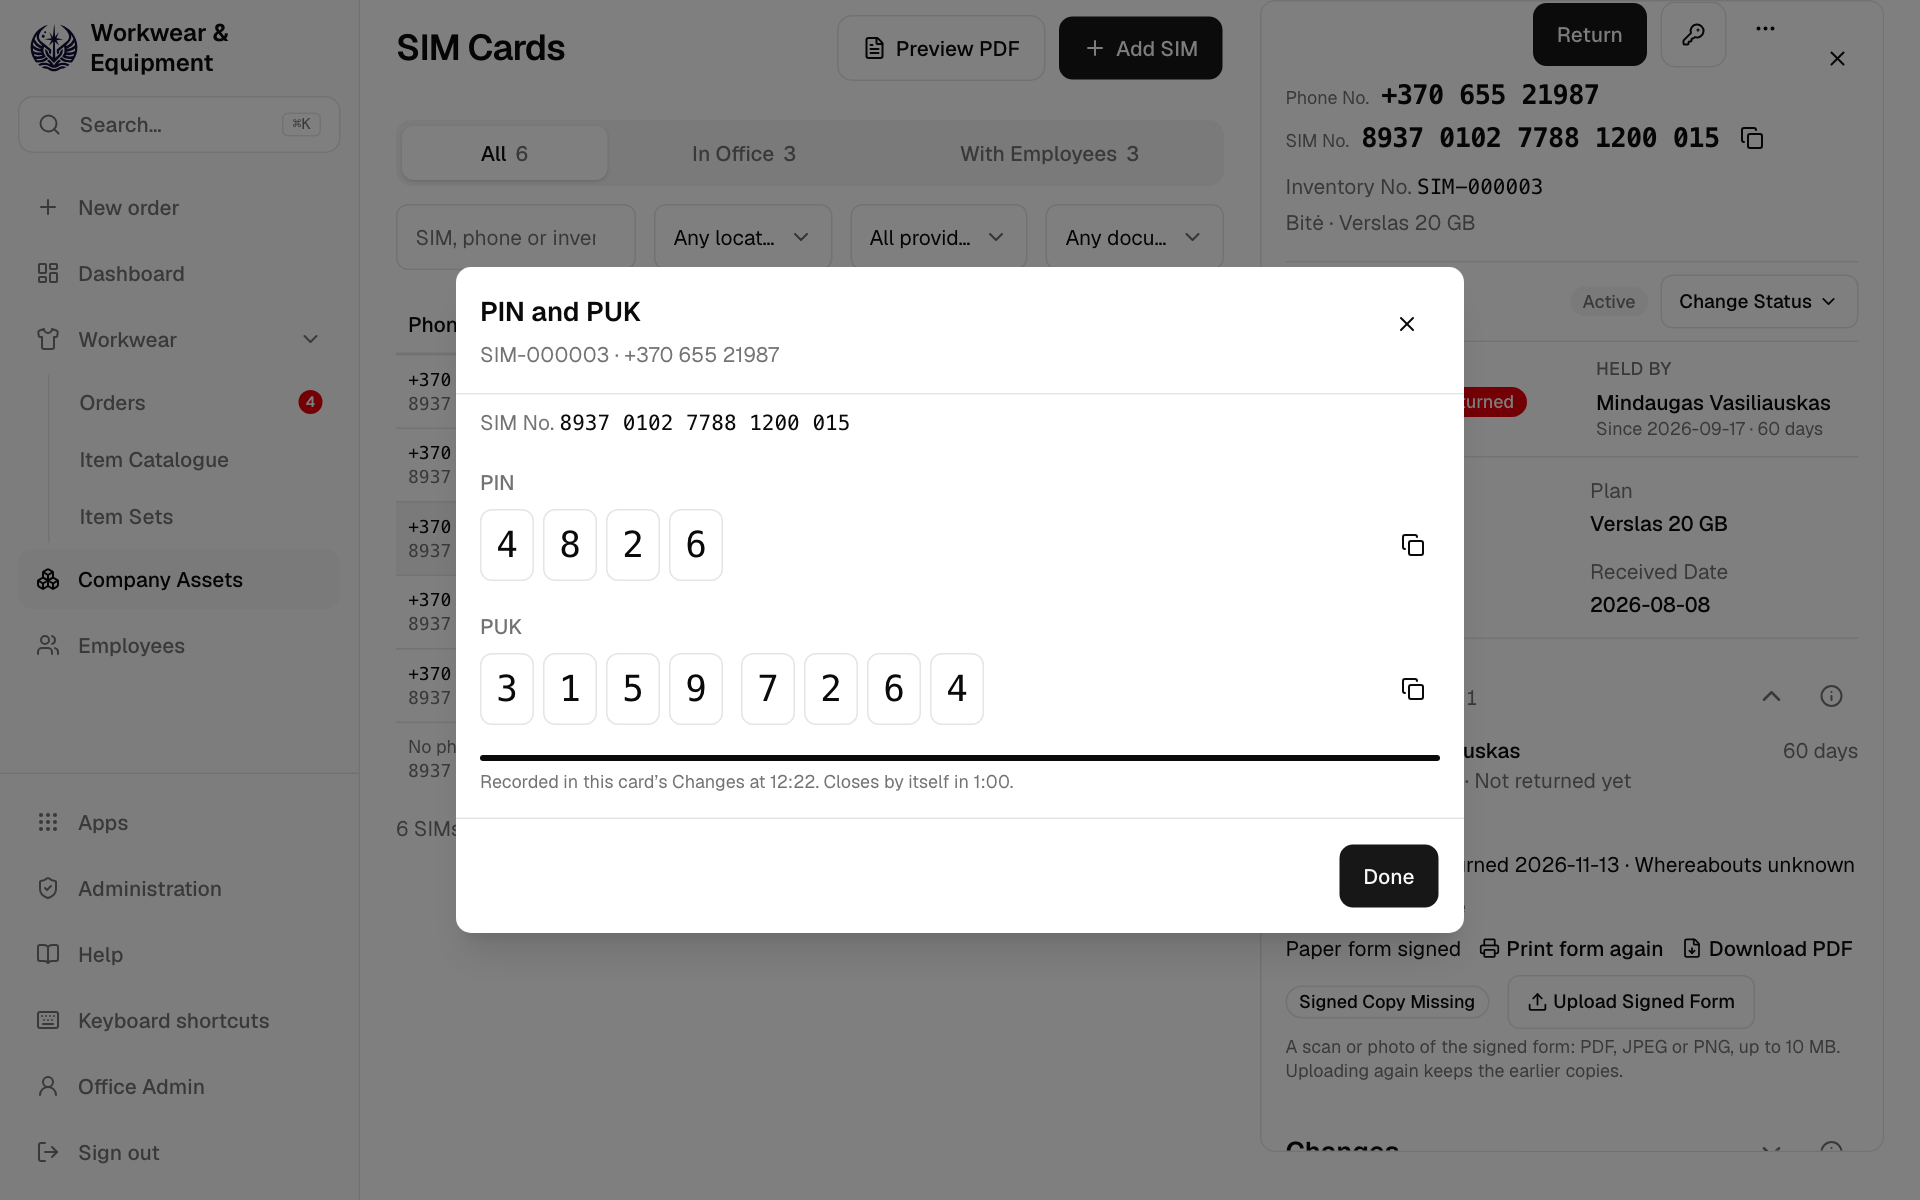 Workwear &
Equipment
Search...
⌘K
New order
Dashboard
Workwear
Orders
4
Item Catalogue
Item Sets
Company Assets
Employees
Apps
Administration
Help
Keyboard shortcuts
Office Admin
Sign out
SIM Cards
Preview PDF
Add SIM
All 6
In Office 3
With Employees 3
SIM, phone or inver
Any locat...
All provid...
Any docu...
Phon
+370
8937
+370
8937
+370
8937
+370
8937
+370
8937
No ph
8937
6 SIMs
PIN and PUK
SIM-000003 · +370 655 21987
SIM No. 8937 0102 7788 1200 015
PIN
4 8 2 6
PUK
3 1 5 9 7 2 6 4
Recorded in this card's Changes at 12:22. Closes by itself in 1:00.
Done
Return
Phone No. +370 655 21987
SIM No. 8937 0102 7788 1200 015
Inventory No. SIM-000003
Bitė · Verslas 20 GB
Active
Change Status
urned
HELD BY
Mindaugas Vasiliauskas
Since 2026-09-17 · 60 days
Plan
Verslas 20 GB
Received Date
2026-08-08
1
uskas
60 days
· Not returned yet
rned 2026-11-13 · Whereabouts unknown
Paper form signed
Print form again
Download PDF
Signed Copy Missing
Upload Signed Form
A scan or photo of the signed form: PDF, JPEG or PNG, up to 10 MB.
Uploading again keeps the earlier copies.
Changes